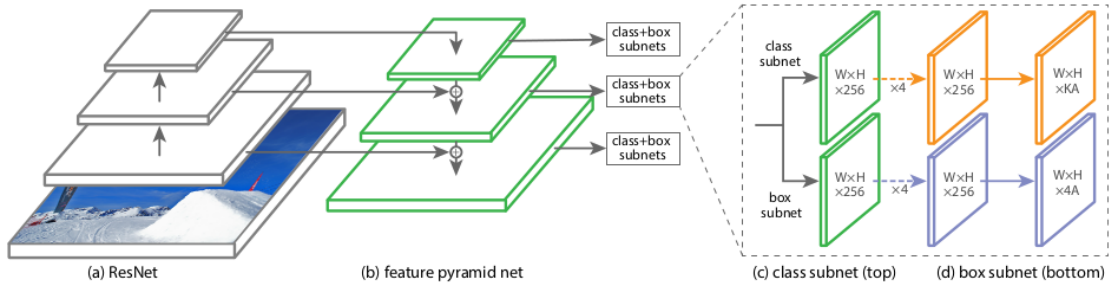 class+box
subnets
class+box
subnets
class+box
subnets
class
subnet
W×H
×256
×4
W×H
×256
W×H
×KA
W×H
×256
×4
W×H
×256
W×H
×4A
box
subnet
(a) ResNet
(b) feature pyramid net
(c) class subnet (top)
(d) box subnet (bottom)